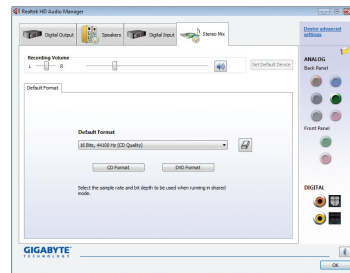 Realtek HD Audio Manager
Digital Output
Speakers
Digital Input
Stereo Mix
Device advanced
settings
Recording Volume
L
R
Set Default Device
ANALOG
Back Panel
Default Format
Default Format
16 Bits, 44100 Hz (CD Quality)
CD Format
DVD Format
Select the sample rate and bit depth to be used when running in shared
mode.
Front Panel
DIGITAL
GIGABYTE
TECHNOLOGY
i
OK